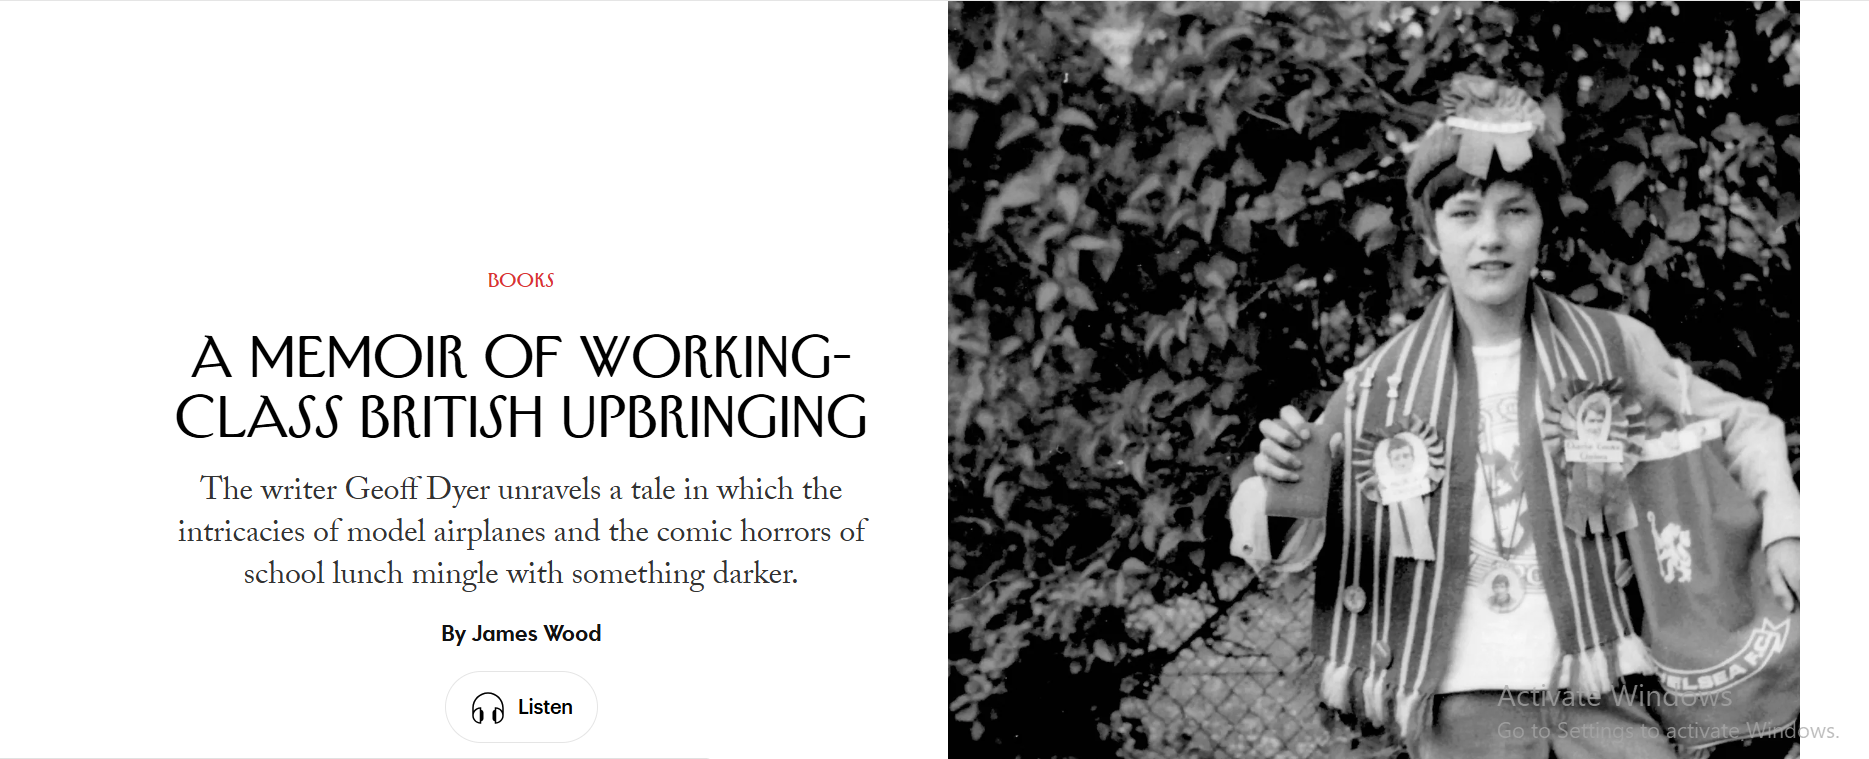 BOOKS
A MEMOIR OF WORKING-
CLASS BRITISH UPBRINGING
The writer Geoff Dyer unravels a tale in which the
intricacies of model airplanes and the comic horrors of
school lunch mingle with something darker.
By James Wood
Listen
ELSEA F.C.
Activate Windows
Go to Settings to activate Windows.